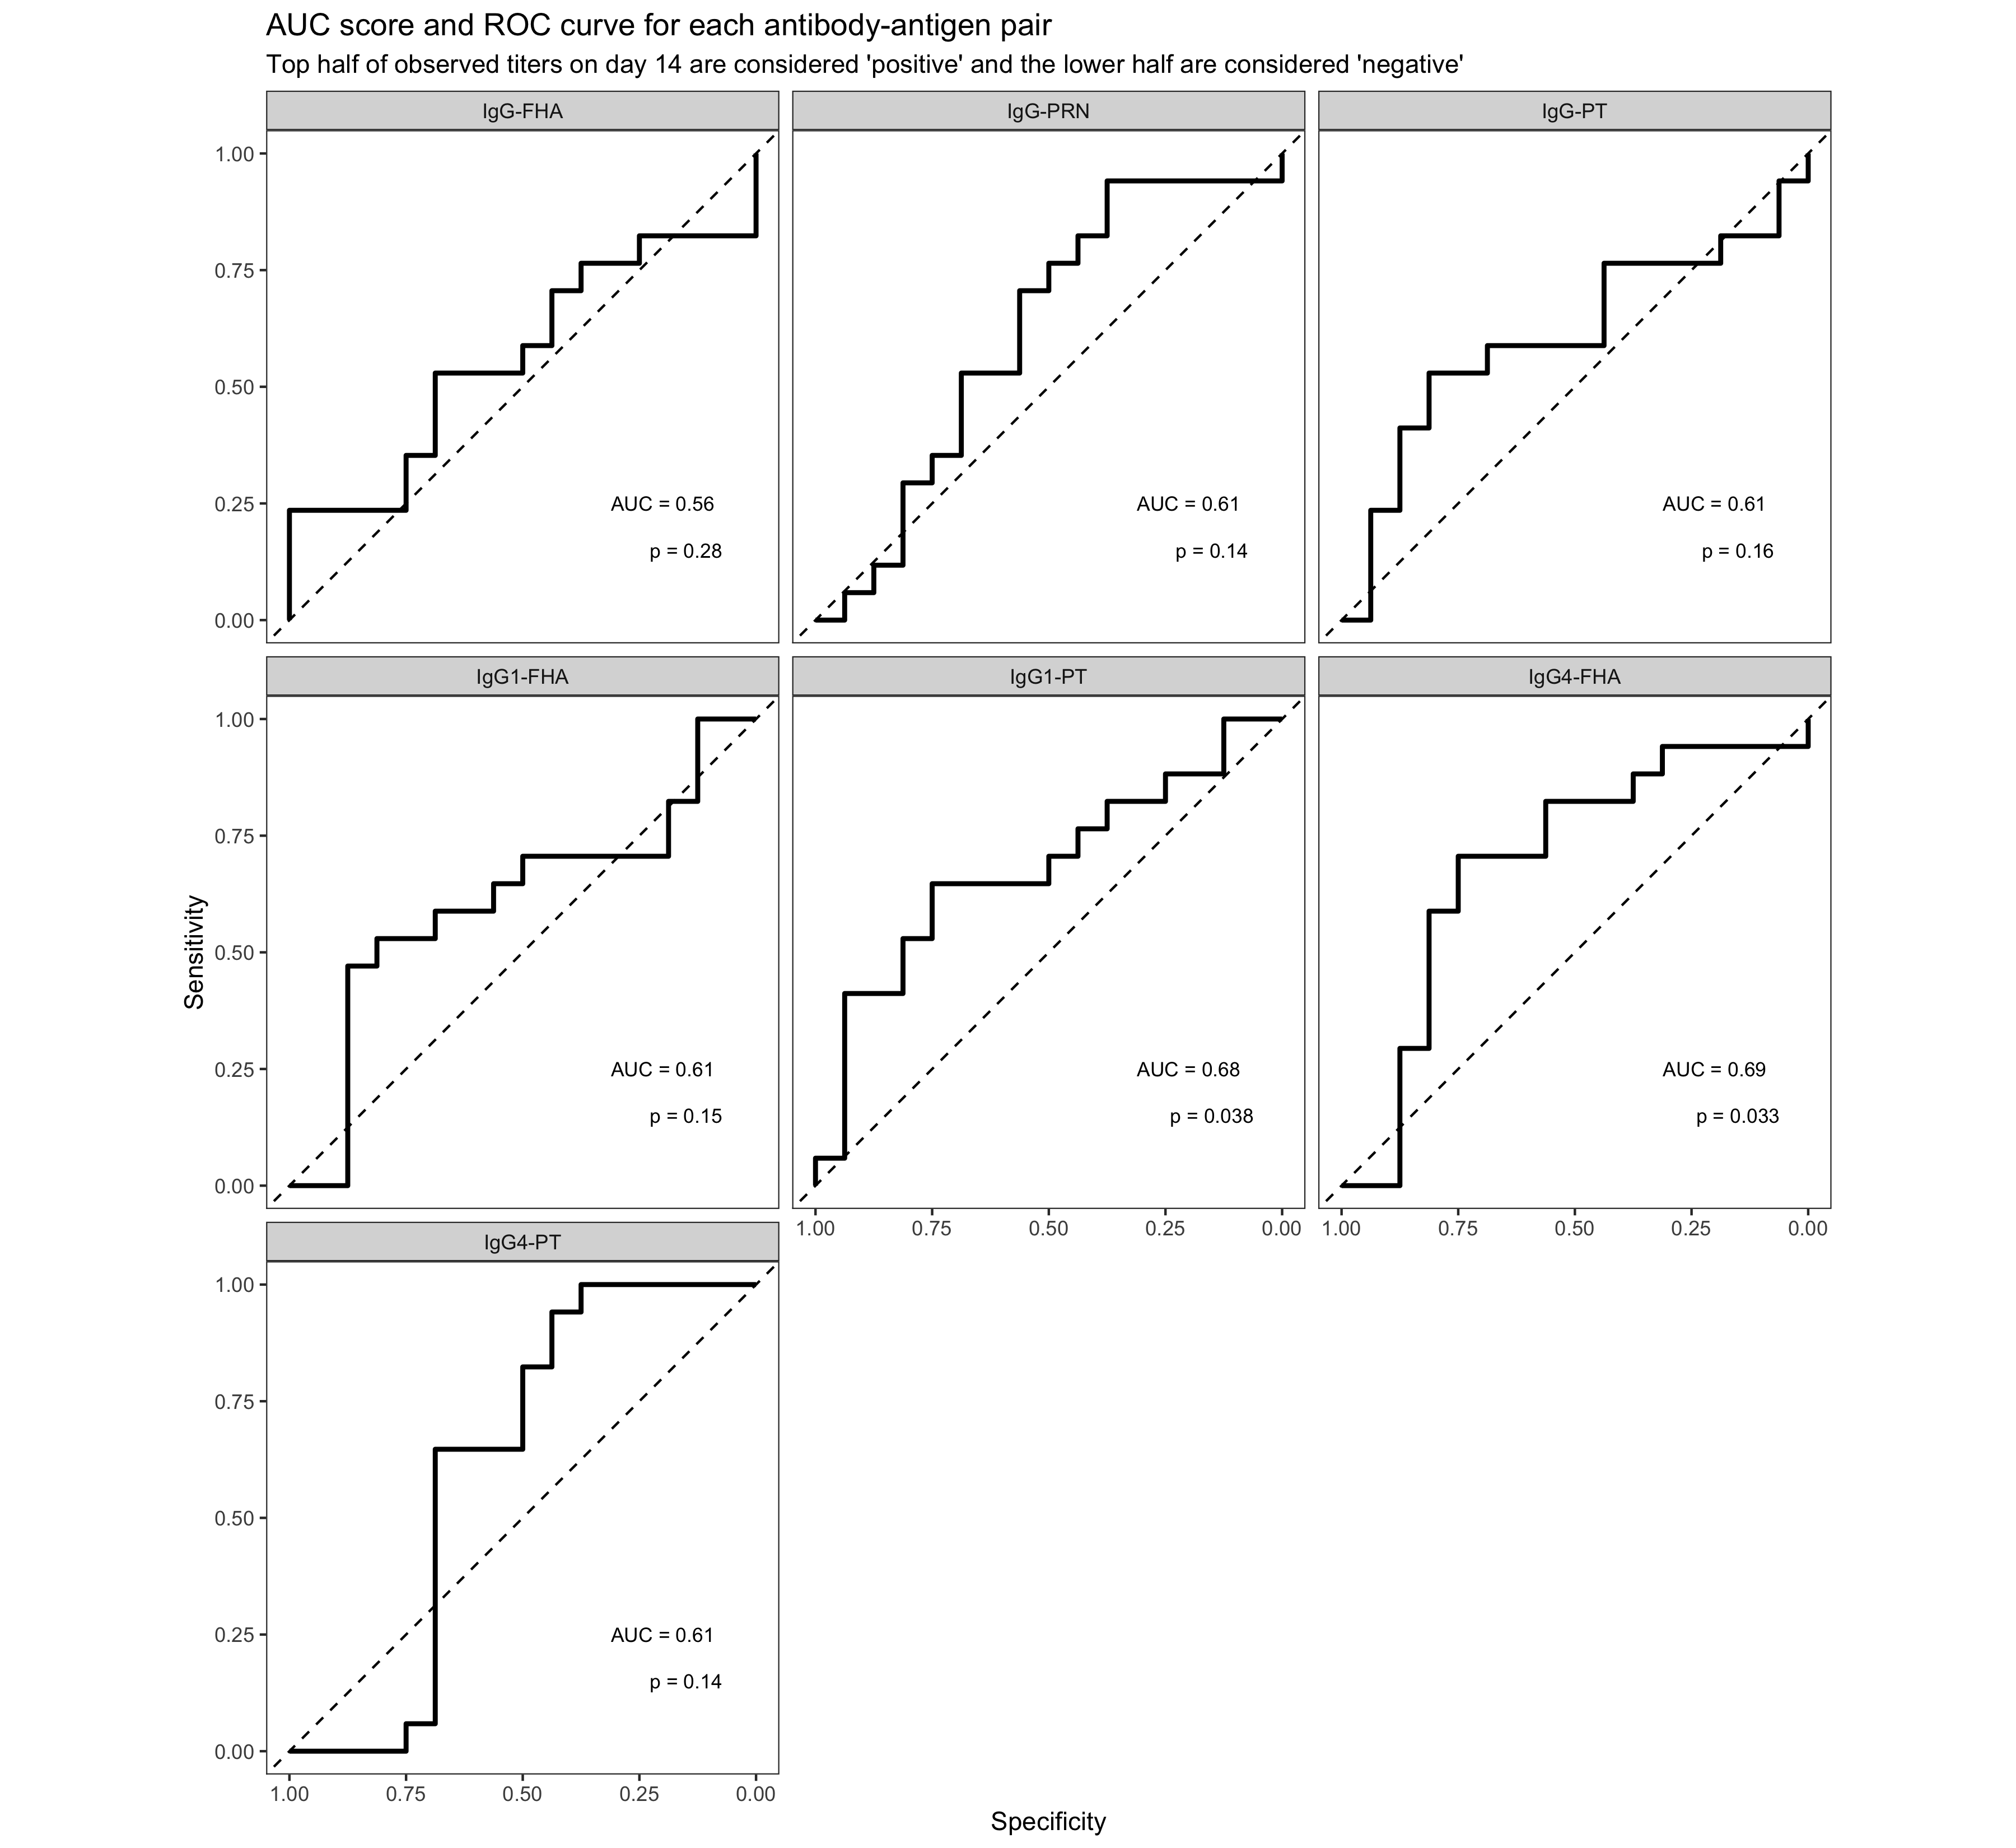 AUC score and ROC curve for each antibody-antigen pair
Top half of observed titers on day 14 are considered 'positive' and the lower half are considered 'negative'
IgG-FHA
IgG-PRN
IgG-PT
1.00
0.75
0.50
0.25
0.00
AUC = 0.56
p = 0.28
AUC = 0.61
p = 0.14
AUC = 0.61
p = 0.16
IgG1-FHA
IgG1-PT
IgG4-FHA
Sensitivity
1.00
0.75
0.50
0.25
0.00
AUC = 0.61
p = 0.15
AUC = 0.68
p = 0.038
AUC = 0.69
p = 0.033
1.00 0.75 0.50 0.25 0.00
1.00 0.75 0.50 0.25 0.00
IgG4-PT
1.00
0.75
0.50
0.25
0.00
AUC = 0.61
p = 0.14
1.00 0.75 0.50 0.25 0.00
Specificity